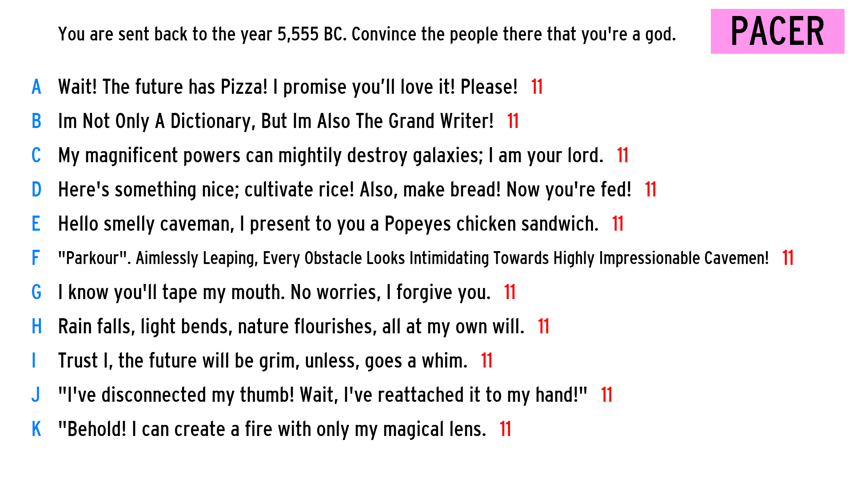 You are sent back to the year 5,555 BC. Convince the people there that you're a god.
PACER
A Wait! The future has Pizza! I promise you’ll love it! Please! 11
B Im Not Only A Dictionary, But Im Also The Grand Writer! 11
C My magnificent powers can mightily destroy galaxies; I am your lord. 11
D Here's something nice; cultivate rice! Also, make bread! Now you're fed! 11
E Hello smelly caveman, I present to you a Popeyes chicken sandwich. 11
F "Parkour". Aimlessly Leaping, Every Obstacle Looks Intimidating Towards Highly Impressionable Cavemen! 11
G I know you'll tape my mouth. No worries, I forgive you. 11
H Rain falls, light bends, nature flourishes, all at my own will. 11
I Trust I, the future will be grim, unless, goes a whim. 11
J "I've disconnected my thumb! Wait, I've reattached it to my hand!" 11
K "Behold! I can create a fire with only my magical lens. 11